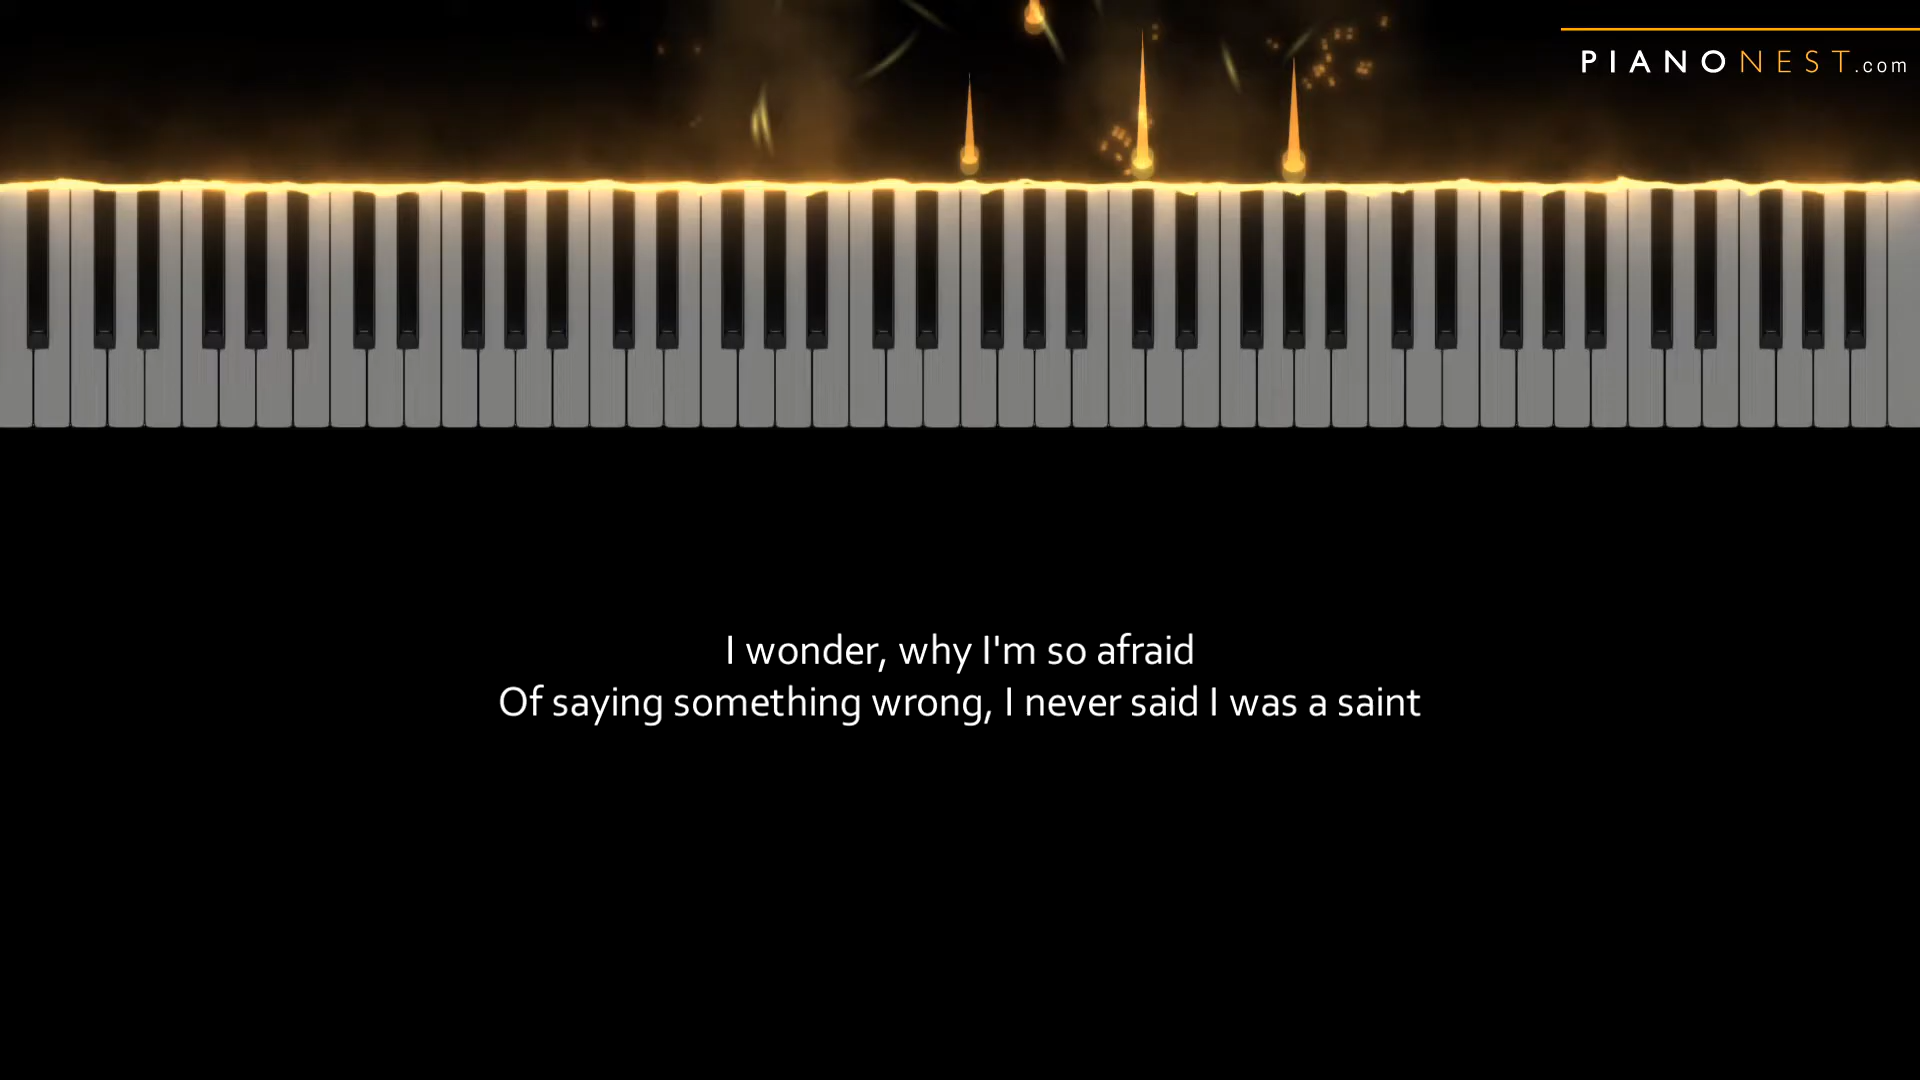 PIANONEST.com
I wonder, why I'm so afraid
Of saying something wrong, I never said I was a saint